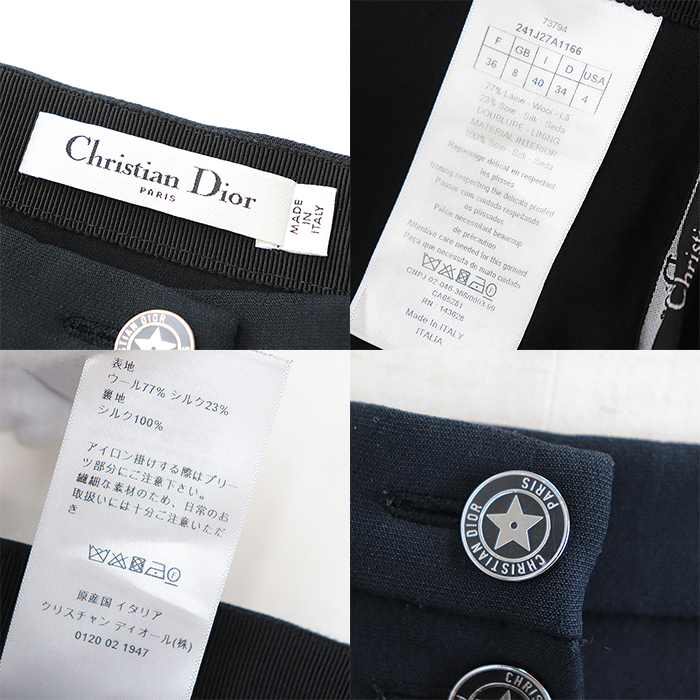 Christian Dior
PARIS
MADE
IN
ITALY
73794
241J27A1166
F GB I D USA
36 8 40 34 4
77% Laine - Wool - Lã
23% Soie - Silk - Seda
DOUBLURE - LINING
MATERIAL INTERIOR
100% Soie - Silk - Seda
Repassage délicat en respectant
les plissés
Ironing respecting the delicate pleated
Passar com cuidado respeitando
os plissados
Pièce nécessitant beaucoup
de précaution
Attentive care needed for this garment
Peça que necessita de muito cuidado
CNPJ 02-046-366/0093-99
CA65281
RN : 143628
Made in ITALY
ITALIA
Christ
表地
ウール77% シルク23%
裏地
シルク100%
アイロン掛けする際はプリー
ツ部分にご注意下さい。
繊細な素材のため、日常のお
取扱いには十分ご注意いただ
き
原産国 イタリア
クリスチャン ディオール(株)
0120 02 1947
CHRISTIAN DIOR
PARIS